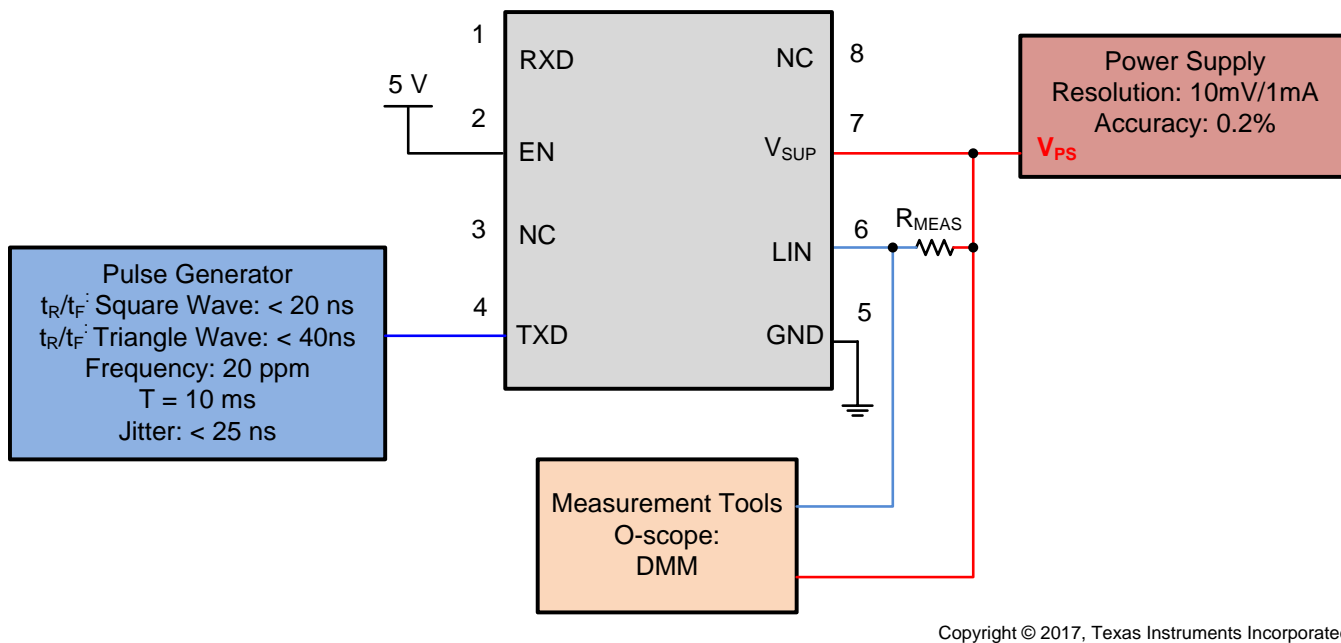 1
RXD
NC
8
5 V
2
EN
7
VSUP
3
NC
6
LIN
RMEAS
4
TXD
5
GND
Power Supply
Resolution: 10mV/1mA
Accuracy: 0.2%
VPS
Pulse Generator
tR/tF: Square Wave: < 20 ns
tR/tF: Triangle Wave: < 40ns
Frequency: 20 ppm
T = 10 ms
Jitter: < 25 ns
Measurement Tools
O-scope:
DMM
Copyright © 2017, Texas Instruments Incorporate